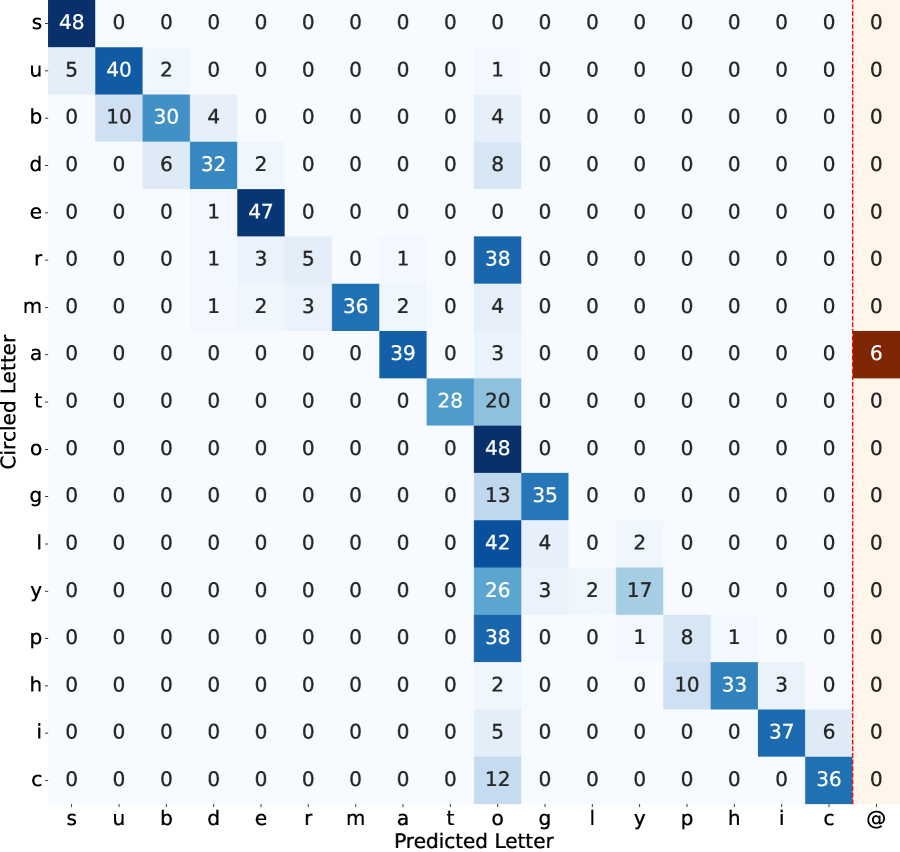 s 48 0 0 0 0 0 0 0 0 0 0 0 0 0 0 0 0 0
u 5 40 2 0 0 0 0 0 0 1 0 0 0 0 0 0 0 0
b 0 10 30 4 0 0 0 0 0 4 0 0 0 0 0 0 0 0
d 0 0 6 32 2 0 0 0 0 8 0 0 0 0 0 0 0 0
e 0 0 0 1 47 0 0 0 0 0 0 0 0 0 0 0 0 0
r 0 0 0 1 3 5 0 1 0 38 0 0 0 0 0 0 0 0
m 0 0 0 1 2 3 36 2 0 4 0 0 0 0 0 0 0 0
a 0 0 0 0 0 0 0 39 0 3 0 0 0 0 0 0 0 6
t 0 0 0 0 0 0 0 0 28 20 0 0 0 0 0 0 0 0
o 0 0 0 0 0 0 0 0 0 48 0 0 0 0 0 0 0 0
g 0 0 0 0 0 0 0 0 0 13 35 0 0 0 0 0 0 0
l 0 0 0 0 0 0 0 0 0 42 4 0 2 0 0 0 0 0
y 0 0 0 0 0 0 0 0 0 26 3 2 17 0 0 0 0 0
p 0 0 0 0 0 0 0 0 0 38 0 0 1 8 1 0 0 0
h 0 0 0 0 0 0 0 0 0 2 0 0 0 10 33 3 0 0
i 0 0 0 0 0 0 0 0 0 5 0 0 0 0 0 37 6 0
c 0 0 0 0 0 0 0 0 0 12 0 0 0 0 0 0 36 0
s u b d e r m a t o g l y p h i c @
Predicted Letter
Circled Letter